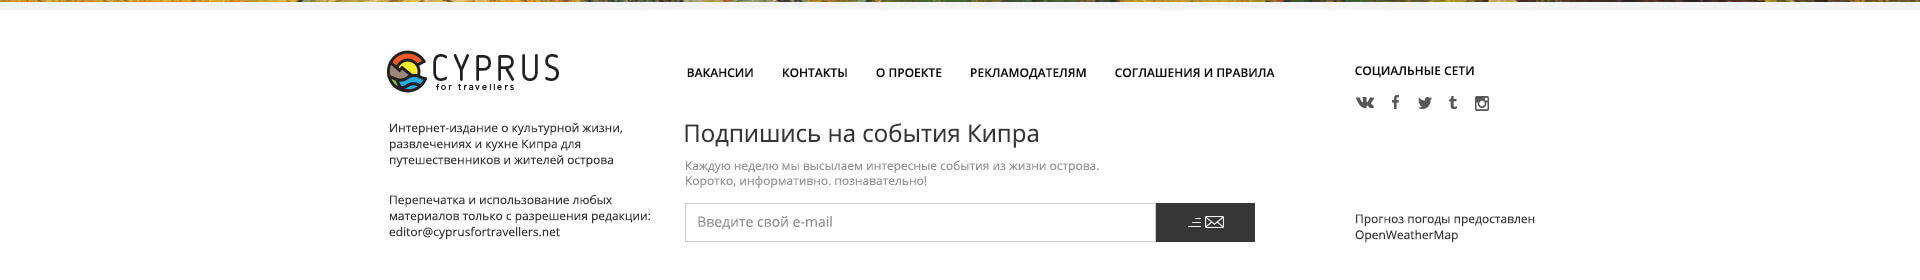 CYPRUS
for travellers
ВАКАНСИИ КОНТАКТЫ О ПРОЕКТЕ РЕКЛАМОДАТЕЛЯМ СОГЛАШЕНИЯ И ПРАВИЛА
СОЦИАЛЬНЫЕ СЕТИ
Интернет-издание о культурной жизни,
развлечениях и кухне Кипра для
путешественников и жителей острова
Перепечатка и использование любых
материалов только с разрешения редакции:
editor@cyprusfortravellers.net
Подпишись на события Кипра
Каждую неделю мы высылаем интересные события из жизни острова.
Коротко, информативно. познавательно!
Введите свой e-mail
Прогноз погоды предоставлен
OpenWeatherMap